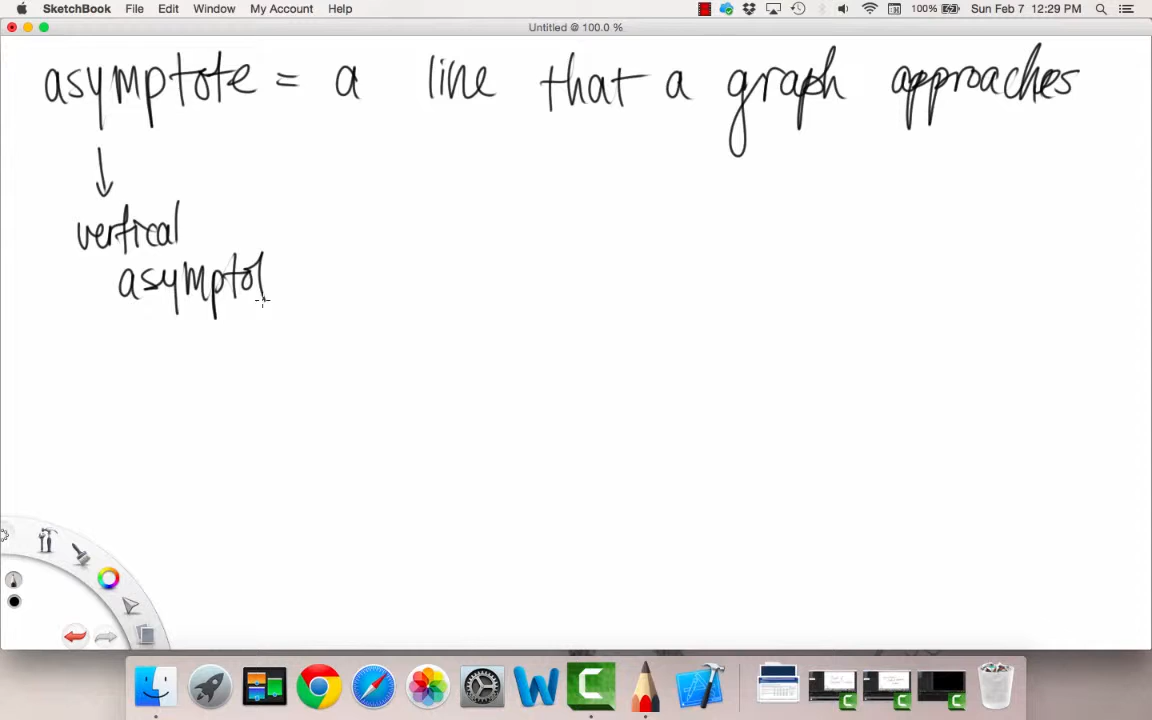 SketchBook File Edit Window My Account Help 100% Sun Feb 7 12:29 PM
Untitled @ 100.0 %
asymptote = a line that a graph approaches
vertical
asymptot